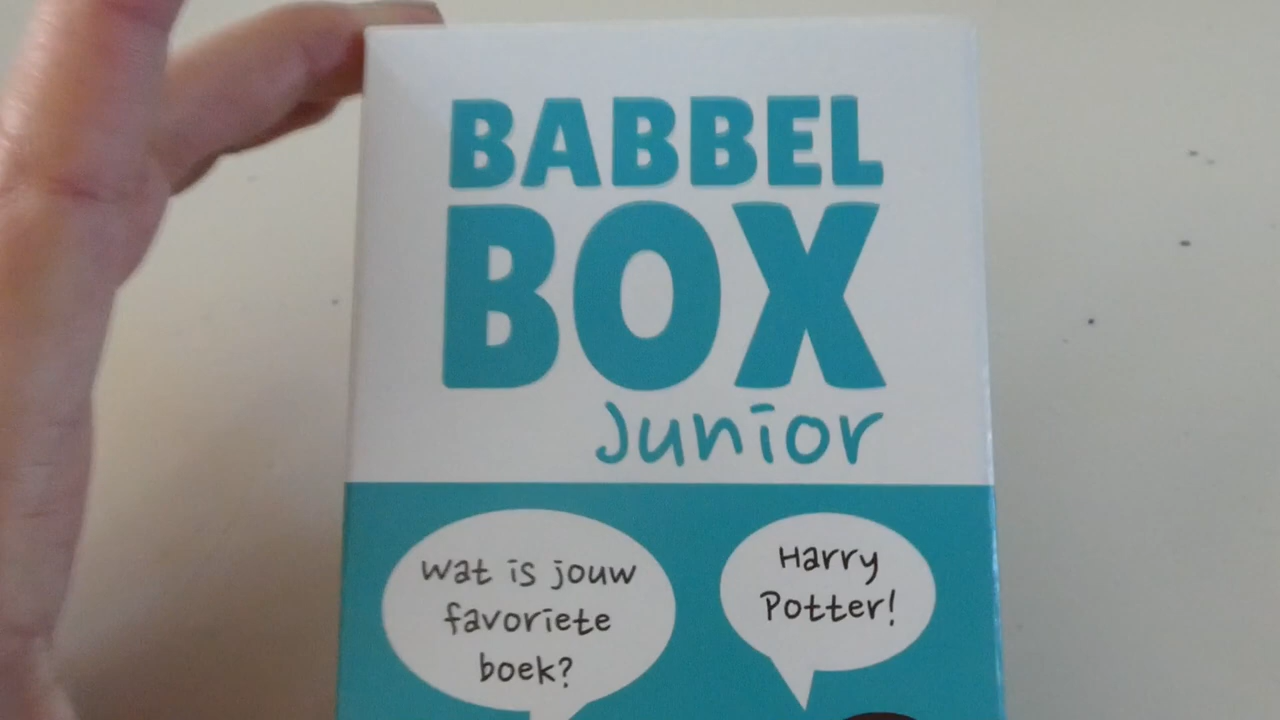 BABBEL
BOX
Junior
Wat is jouw
favoriete
boek?
Harry
Potter!